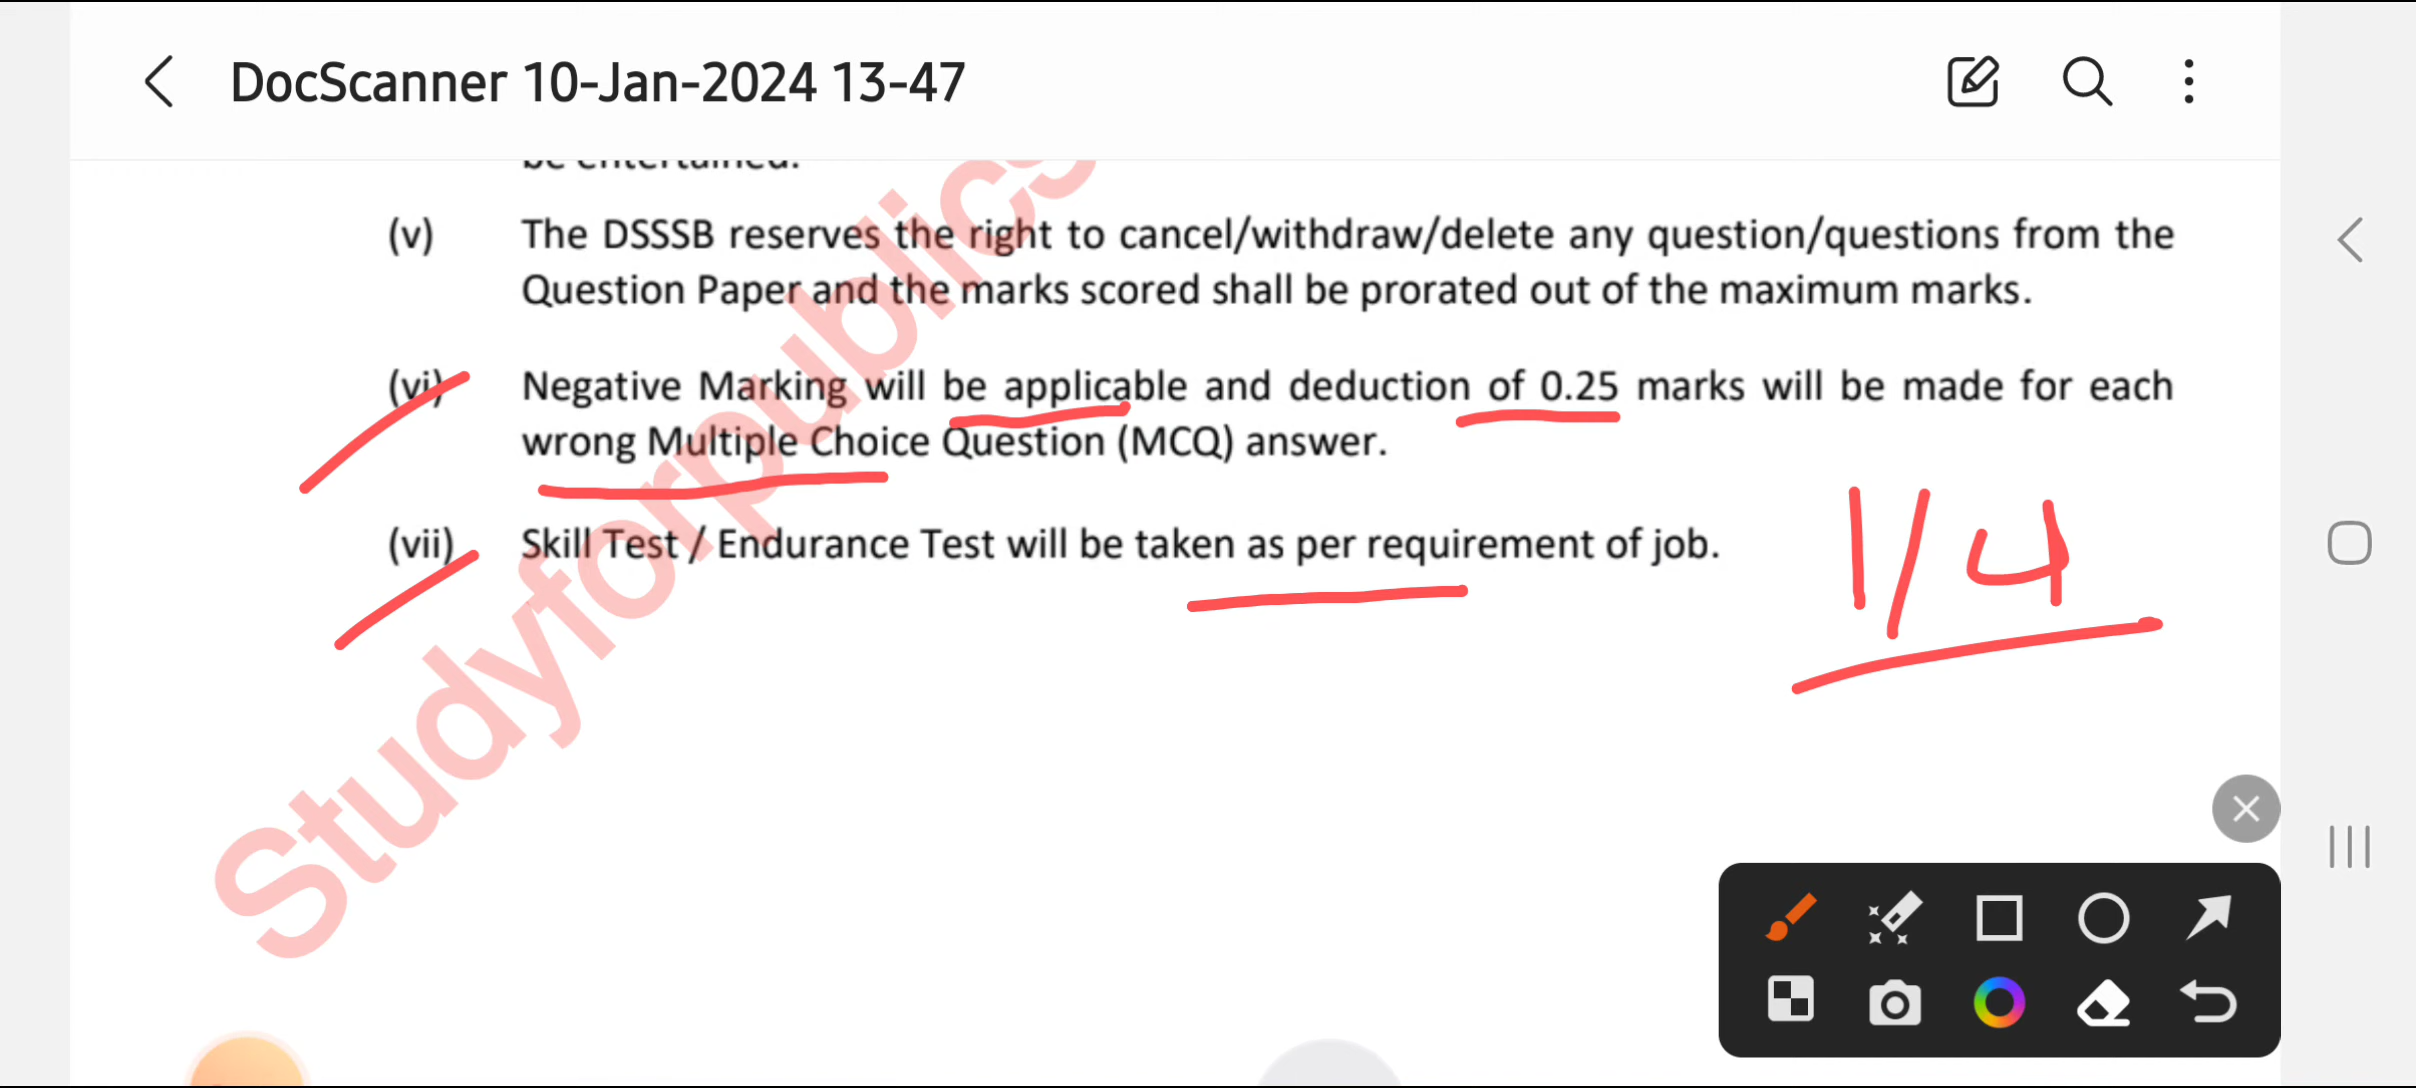 DocScanner 10-Jan-2024 13-47
be entertained.
(v) The DSSSB reserves the right to cancel/withdraw/delete any question/questions from the
Question Paper and the marks scored shall be prorated out of the maximum marks.
(vi) Negative Marking will be applicable and deduction of 0.25 marks will be made for each
wrong Multiple Choice Question (MCQ) answer.
(vii) Skill Test / Endurance Test will be taken as per requirement of job.
1/4
Studyforpublics